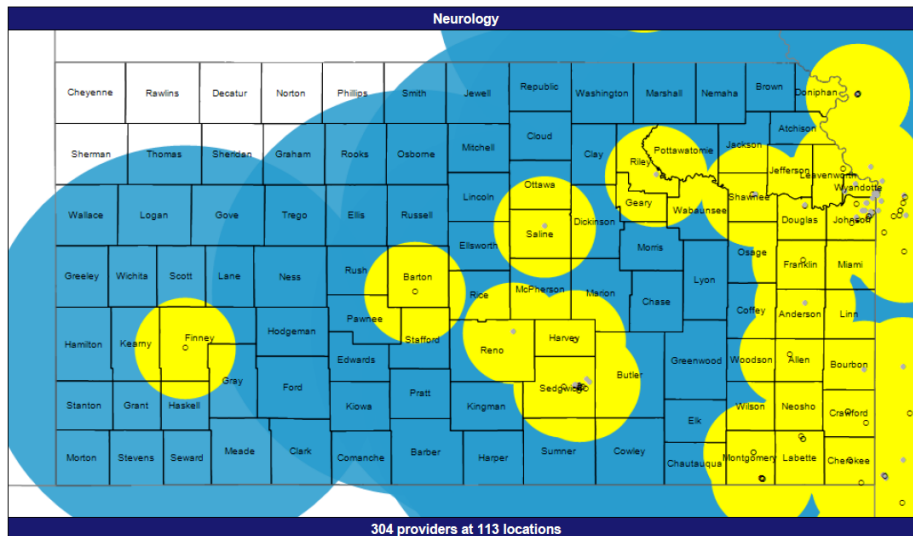 Neurology
Cheyenne Rawlins Decatur Norton Phillips Smith Jewell Republic Washington Marshall Nemaha Brown Doniphan
Sherman Thomas Sheridan Graham Rooks Osborne Mitchell Cloud Clay Riley Pottawatomie Jackson Atchison
Jefferson Leavenworth
Wyandotte
Wallace Logan Gove Trego Ellis Russell Lincoln Ottawa Geary Wabaunsee Shawnee
Saline Dickinson Douglas Johnson
Ellsworth Morris Osage
Greeley Wichita Scott Lane Ness Rush Barton Rice McPherson Marion Chase Lyon Franklin Miami
Pawnee Coffey Anderson Linn
Hamilton Kearny Finney Hodgeman Stafford Reno Harvey
Edwards Greenwood Woodson Allen Bourbon
Gray Ford Sedgwick Butler
Stanton Grant Haskell Kiowa Pratt Kingman Elk Wilson Neosho Crawford
Morton Stevens Seward Meade Clark Comanche Barber Harper Sumner Cowley Chautauqua Montgomery Labette Cherokee
304 providers at 113 locations